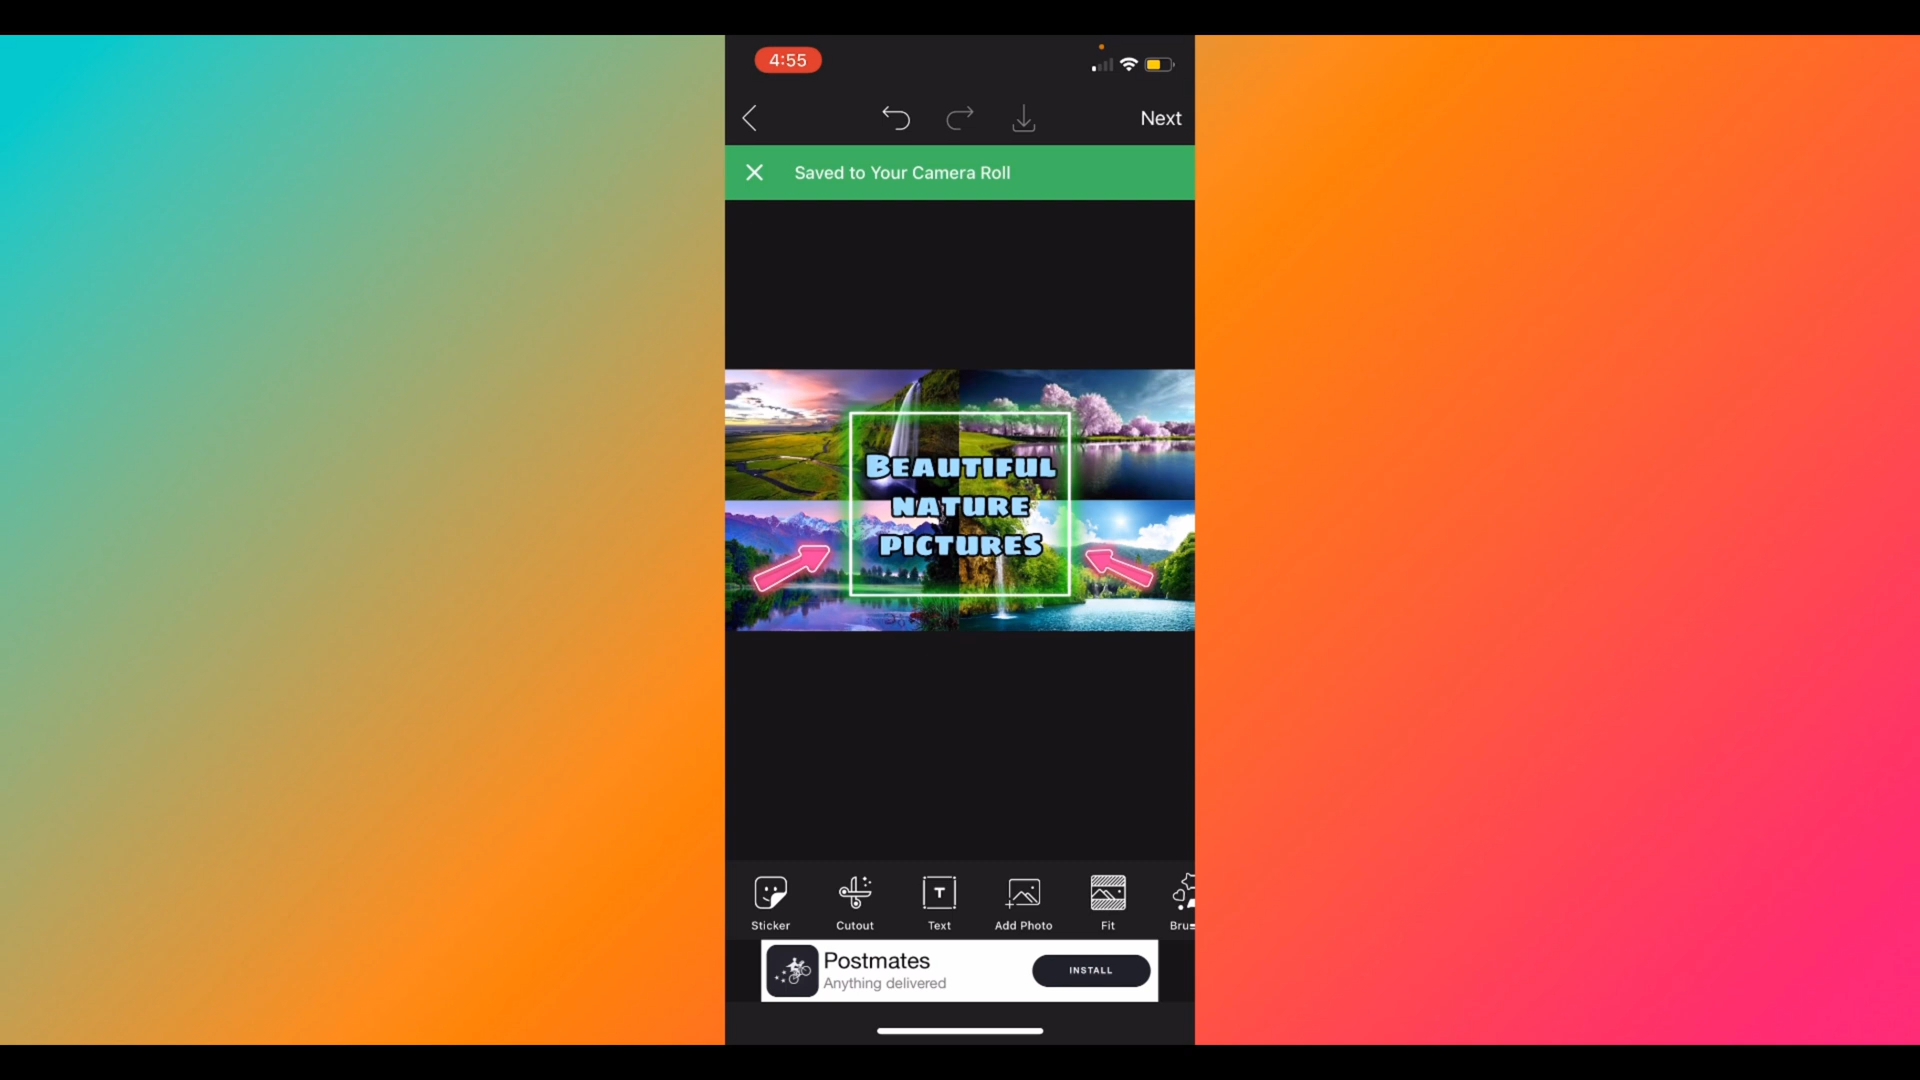 4:55
Next
Saved to Your Camera Roll
BEAUTIFUL
NATURE
PICTURES
T
Sticker
Cutout
Text
Add Photo
Fit
Bru
Postmates
Anything delivered
INSTALL